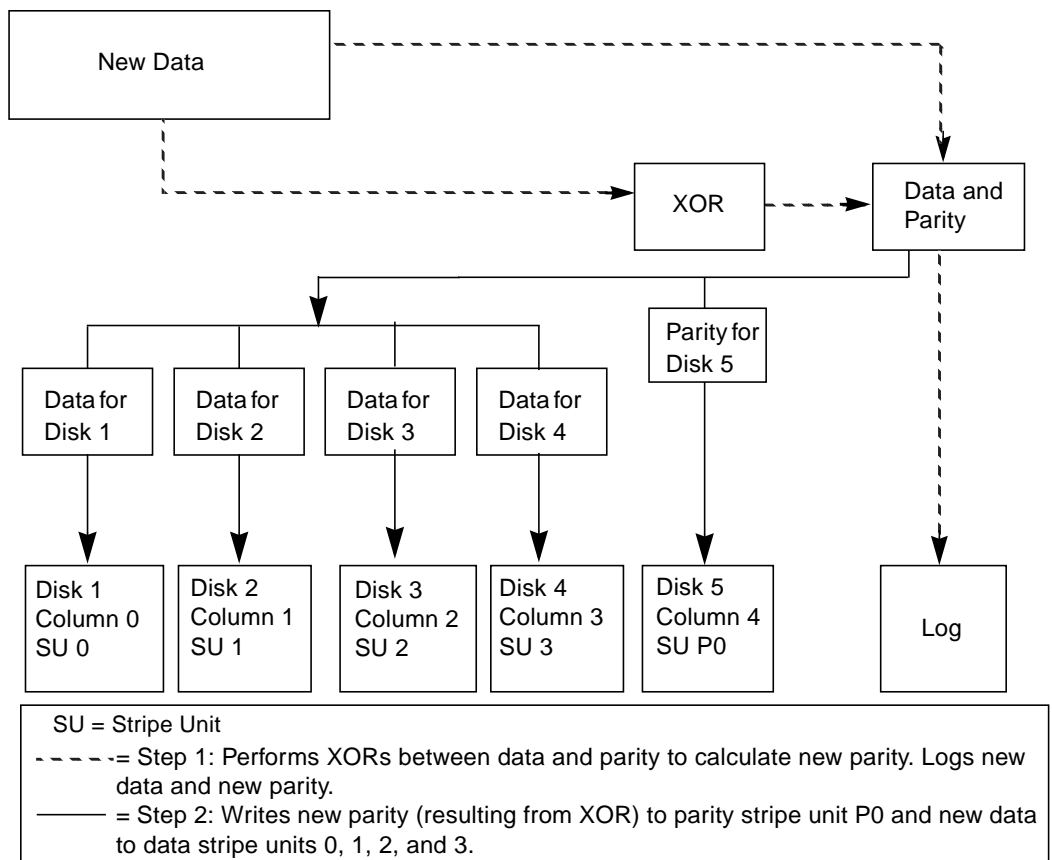 New Data
XOR
Data and
Parity
Parity for
Disk 5
Data for
Disk 1
Data for
Disk 2
Data for
Disk 3
Data for
Disk 4
Disk 1
Column 0
SU 0
Disk 2
Column 1
SU 1
Disk 3
Column 2
SU 2
Disk 4
Column 3
SU 3
Disk 5
Column 4
SU P0
Log
SU = Stripe Unit
= Step 1: Performs XORs between data and parity to calculate new parity. Logs new
data and new parity.
= Step 2: Writes new parity (resulting from XOR) to parity stripe unit P0 and new data
to data stripe units 0, 1, 2, and 3.